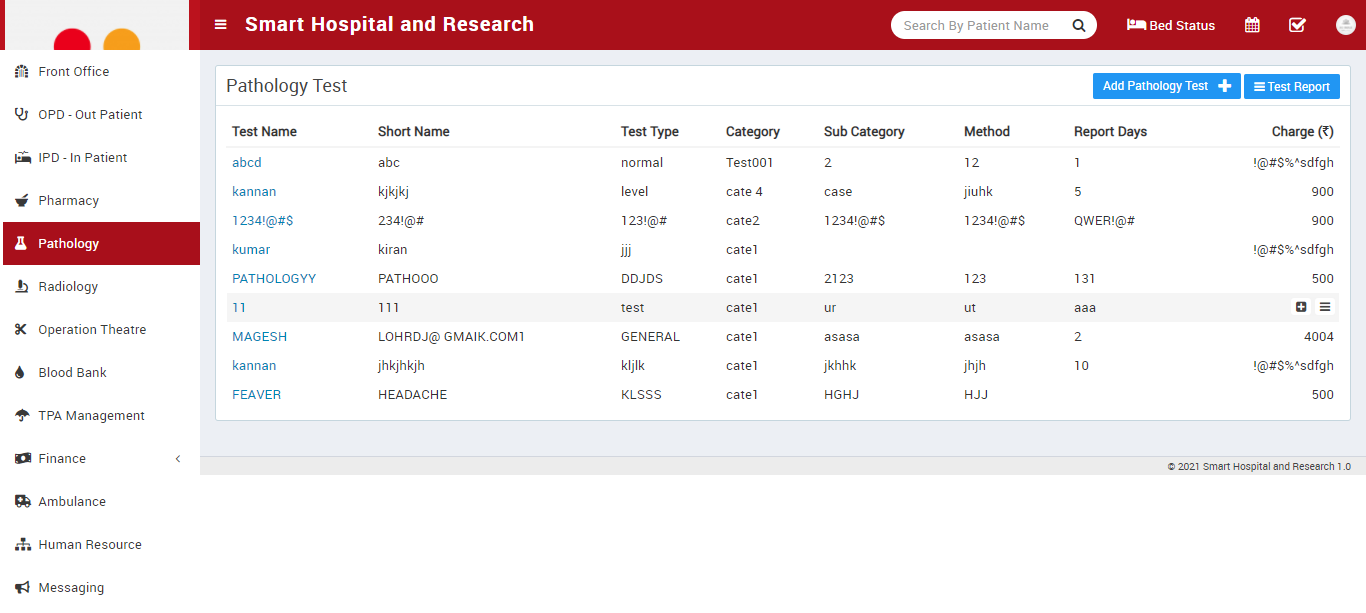 Smart Hospital and Research
Search By Patient Name
Bed Status
Front Office
OPD - Out Patient
IPD - In Patient
Pharmacy
Pathology
Radiology
Operation Theatre
Blood Bank
TPA Management
Finance
Ambulance
Human Resource
Messaging
Pathology Test
Add Pathology Test
Test Report
Test Name Short Name Test Type Category Sub Category Method Report Days Charge (₹)
abcd abc normal Test001 2 12 1 !@#$%^sdfgh
kannan kjkjkj level cate 4 case jiuhk 5 900
1234!@#$ 234!@# 123!@# cate2 1234!@#$ 1234!@#$ QWER!@# 900
kumar kiran jjj cate1 !@#$%^sdfgh
PATHOLOGYY PATHOOO DDJDS cate1 2123 123 131 500
11 111 test cate1 ur ut aaa
MAGESH LOHRDJ@ GMAIK.COM1 GENERAL cate1 asasa asasa 2 4004
kannan jhkjhkjh kljlk cate1 jkhhk jhjh 10 !@#$%^sdfgh
FEAVER HEADACHE KLSSS cate1 HGHJ HJJ 500
© 2021 Smart Hospital and Research 1.0